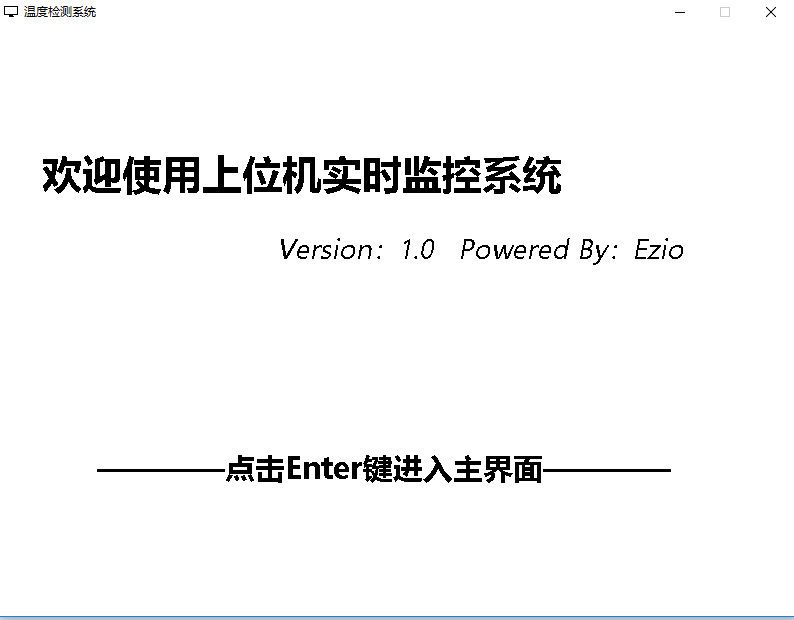 温度检测系统
欢迎使用上位机实时监控系统
Version：1.0 Powered By：Ezio
————点击Enter键进入主界面————